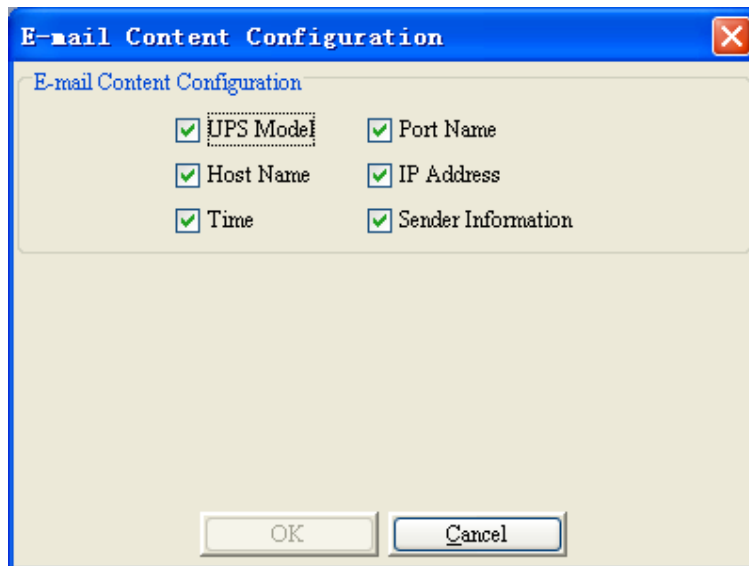 E-mail Content Configuration
E-mail Content Configuration
UPS Model Port Name
Host Name IP Address
Time Sender Information
OK Cancel